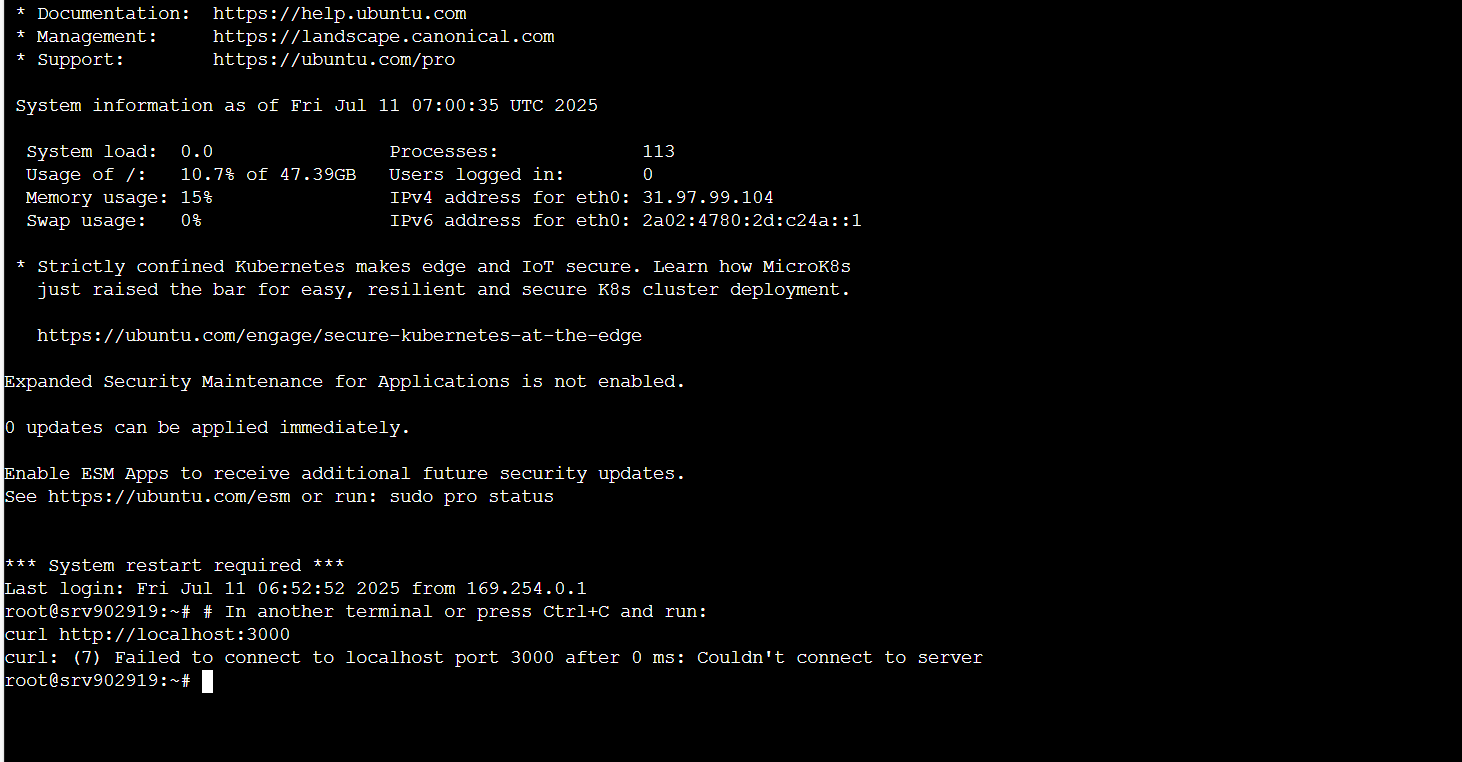 * Documentation:  https://help.ubuntu.com
* Management:     https://landscape.canonical.com
* Support:        https://ubuntu.com/pro
System information as of Fri Jul 11 07:00:35 UTC 2025
System load:  0.0                Processes:             113
Usage of /:   10.7% of 47.39GB   Users logged in:       0
Memory usage: 15%                IPv4 address for eth0: 31.97.99.104
Swap usage:   0%                 IPv6 address for eth0: 2a02:4780:2d:c24a::1
* Strictly confined Kubernetes makes edge and IoT secure. Learn how MicroK8s
just raised the bar for easy, resilient and secure K8s cluster deployment.
https://ubuntu.com/engage/secure-kubernetes-at-the-edge
Expanded Security Maintenance for Applications is not enabled.
0 updates can be applied immediately.
Enable ESM Apps to receive additional future security updates.
See https://ubuntu.com/esm or run: sudo pro status
*** System restart required ***
Last login: Fri Jul 11 06:52:52 2025 from 169.254.0.1
root@srv902919:~# # In another terminal or press Ctrl+C and run:
curl http://localhost:3000
curl: (7) Failed to connect to localhost port 3000 after 0 ms: Couldn't connect to server
root@srv902919:~#